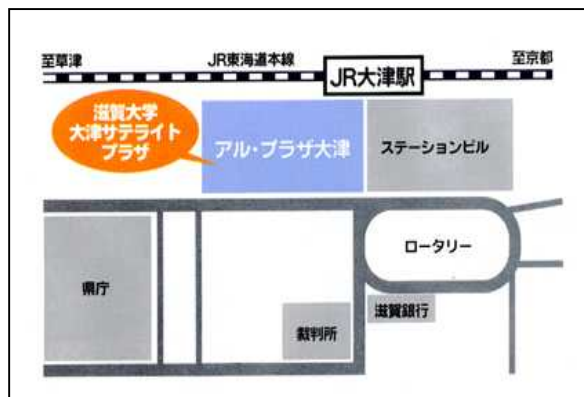 至草津
JR東海道本線
至京都
JR大津駅
滋賀大学
大津サテライト
プラザ
アル・プラザ大津
ステーションビル
ロータリー
県庁
滋賀銀行
裁判所